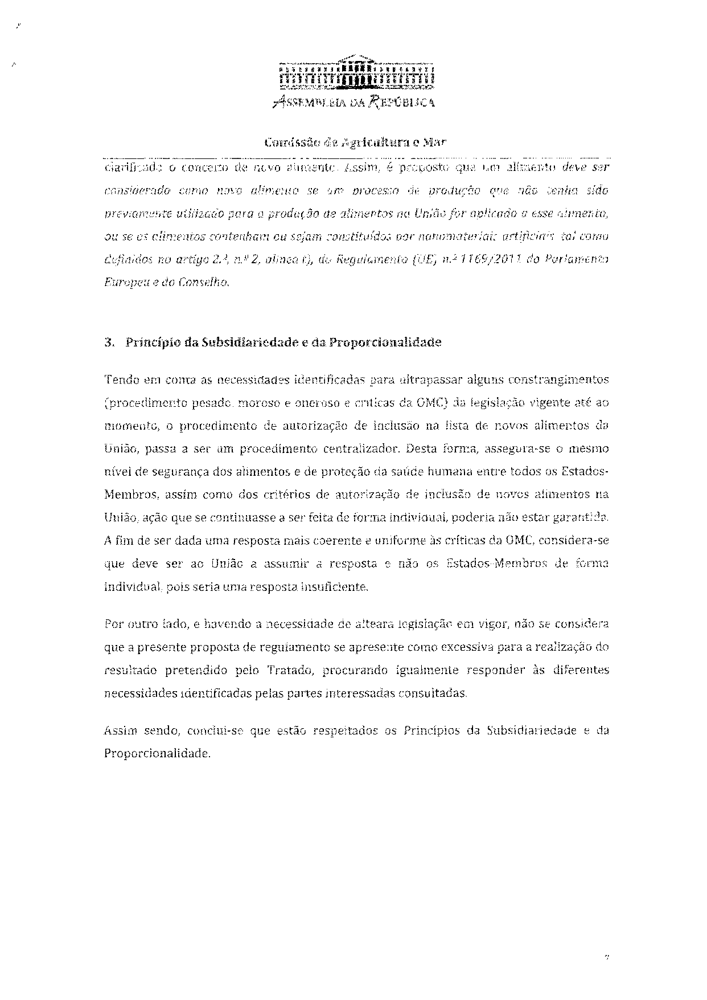 ASSEMBLEIA DA REPÚBLICA
Comissão de Agricultura e Mar
clarificado o conceito de novo alimento. Assim, é proposto que um alimento deve ser
considerado como novo alimento se um processo de produção que não tenha sido
previamente utilizado para a produção de alimentos na União for aplicado a esse alimento,
ou se os alimentos contenham ou sejam constituídos por nanomateriais artificiais tal como
definidos no artigo 2.º, n.º 2, alínea t), do Regulamento (UE) n.º 1169/2011 do Parlamento
Europeu e do Conselho.
3. Princípio da Subsidiariedade e da Proporcionalidade
Tendo em conta as necessidades identificadas para ultrapassar alguns constrangimentos
(procedimento pesado, moroso e oneroso e criticas da OMC) da legislação vigente até ao
momento, o procedimento de autorização de inclusão na lista de novos alimentos da
União, passa a ser um procedimento centralizador. Desta forma, assegura-se o mesmo
nível de segurança dos alimentos e de proteção da saúde humana entre todos os Estados-
Membros, assim como dos critérios de autorização de inclusão de novos alimentos na
União, ação que se continuasse a ser feita de forma individual, poderia não estar garantida.
A fim de ser dada uma resposta mais coerente e uniforme às críticas da OMC, considera-se
que deve ser ao União a assumir a resposta e não os Estados-Membros de forma
individual, pois seria uma resposta insuficiente.
Por outro lado, e havendo a necessidade de alteara legislação em vigor, não se considera
que a presente proposta de regulamento se apresente como excessiva para a realização do
resultado pretendido pelo Tratado, procurando igualmente responder às diferentes
necessidades identificadas pelas partes interessadas consultadas.
Assim sendo, conclui-se que estão respeitados os Princípios da Subsidiariedade e da
Proporcionalidade.